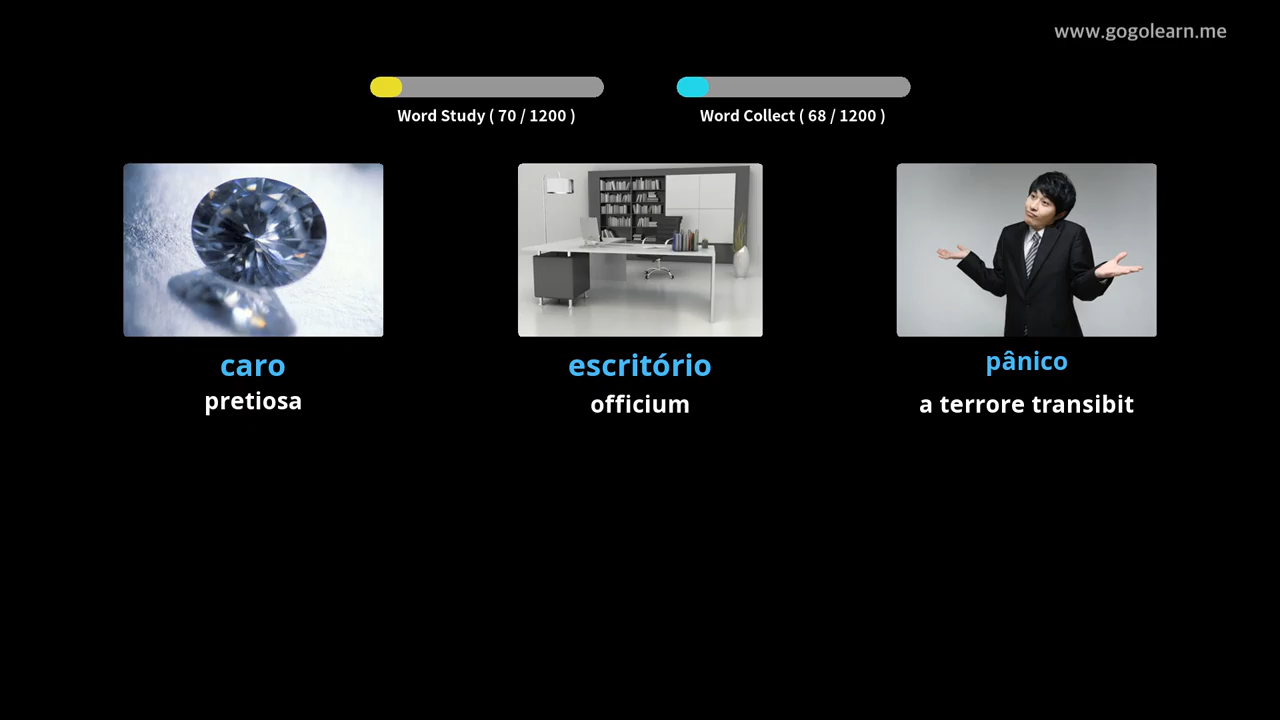 www.gogolearn.me
Word Study ( 70 / 1200 )
Word Collect ( 68 / 1200 )
caro
pretiosa
escritório
officium
pânico
a terrore transibit